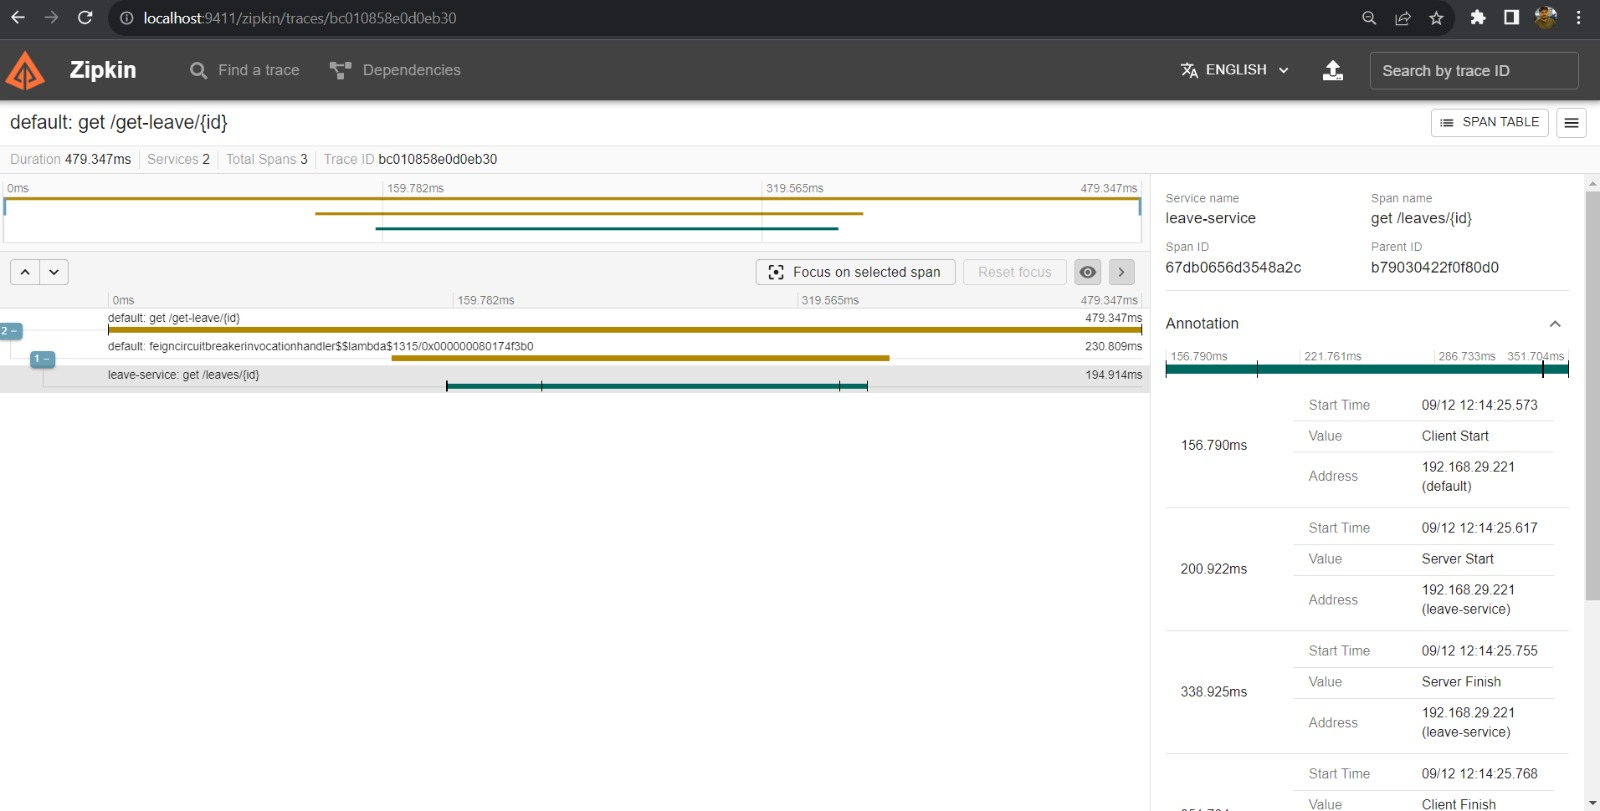 localhost:9411/zipkin/traces/bc010858e0d0eb30
Zipkin
Find a trace
Dependencies
ENGLISH
Search by trace ID
default: get /get-leave/{id}
SPAN TABLE
Duration 479.347ms Services 2 Total Spans 3 Trace ID bc010858e0d0eb30
0ms 159.782ms 319.565ms 479.347ms
Focus on selected span
Reset focus
0ms 159.782ms 319.565ms 479.347ms
default: get /get-leave/{id} 479.347ms
2 −
default: feigncircuitbreakerinvocationhandler$$lambda$1315/0x000000080174f3b0 230.809ms
1 −
leave-service: get /leaves/{id} 194.914ms
Service name Span name
leave-service get /leaves/{id}
Span ID Parent ID
67db0656d3548a2c b79030422f0f80d0
Annotation
156.790ms 221.761ms 286.733ms 351.704ms
Start Time 09/12 12:14:25.573
156.790ms
Value Client Start
Address 192.168.29.221
(default)
Start Time 09/12 12:14:25.617
200.922ms
Value Server Start
Address 192.168.29.221
(leave-service)
Start Time 09/12 12:14:25.755
338.925ms
Value Server Finish
Address 192.168.29.221
(leave-service)
Start Time 09/12 12:14:25.768
Value Client Finish